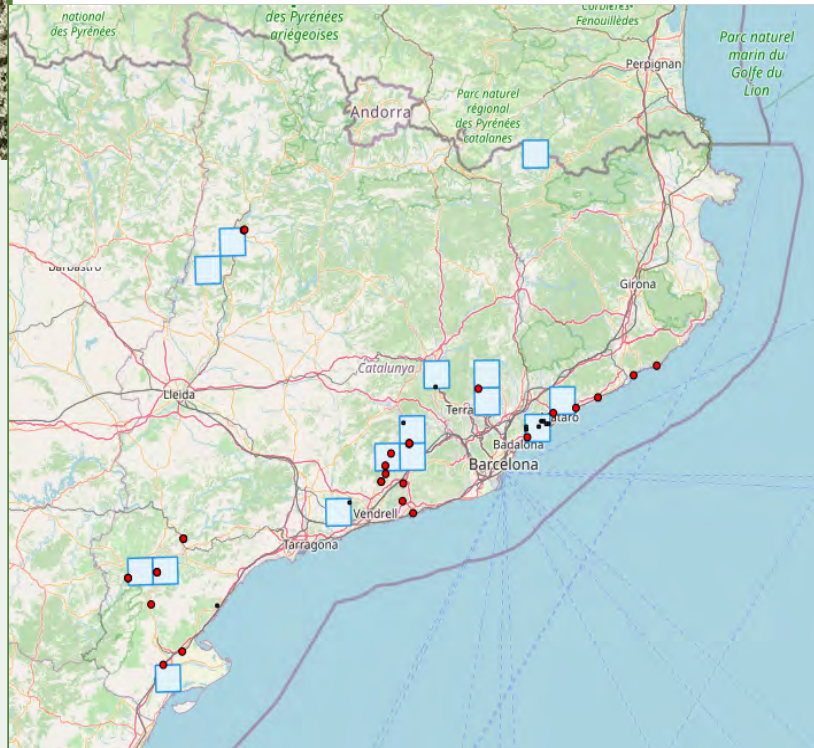 national
des Pyrénées
des Pyrénées
ariégeoises
Corbières-
Fenouillèdes
Parc naturel
marin du
Golfe du
Lion
Perpignan
Andorra
Parc naturel
régional
des Pyrénées
catalanes
Barbastro
Girona
Catalunya
Lleida
Terra
ataró
Badalona
Barcelona
Vendrell
Tarragona